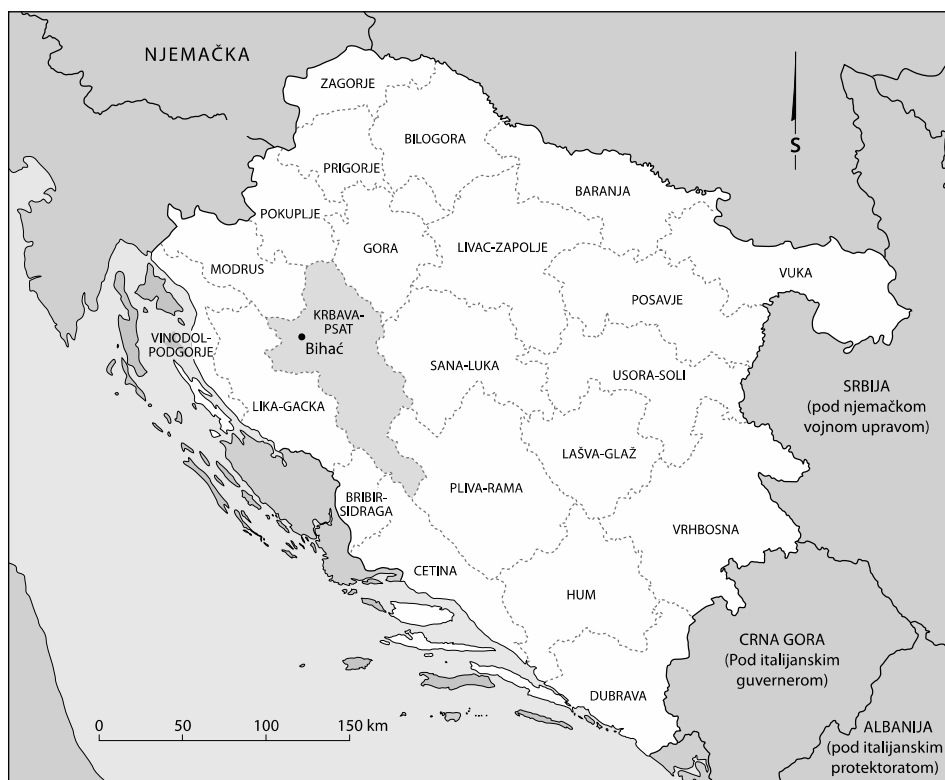 NJEMAČKA
ZAGORJE
BILOGORA
S
PRIGORJE
BARANJA
POKUPLJE
GORA
LIVAC-ZAPOLJE
MODRUS
VUKA
POSAVJE
KRBAVA-
PSAT
VINODOL-
PODGORJE
Bihać
SANA-LUKA
USORA-SOLI
SRBIJA
(pod njemačkom
vojnom upravom)
LIKA-GACKA
LAŠVA-GLAŽ
PLIVA-RAMA
BRIBIR-
SIDRAGA
VRHBOSNA
CETINA
HUM
CRNA GORA
(Pod italijanskim
guvernerom)
DUBRAVA
0 50 100 150 km
ALBANIJA
(pod italijanskim
protektoratom)